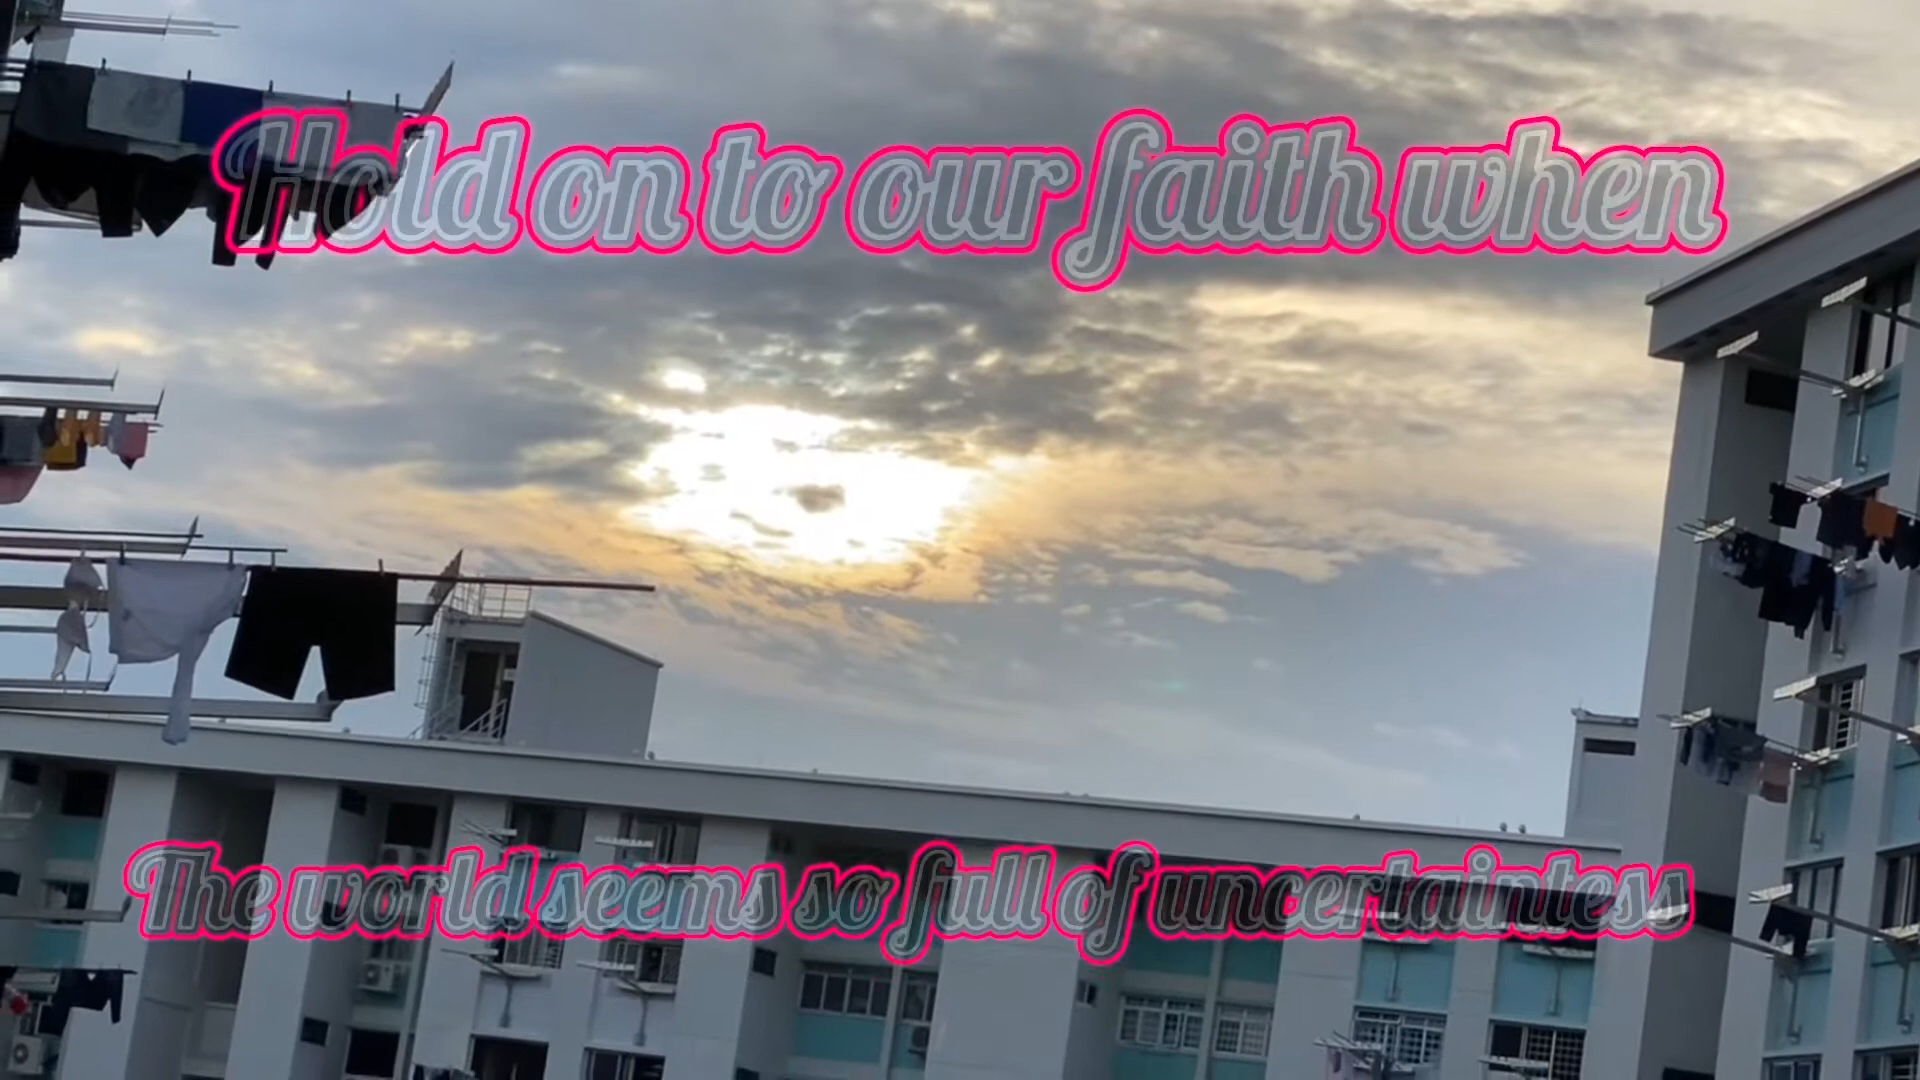 Hold on to our faith when
The world seems so full of uncertaintess